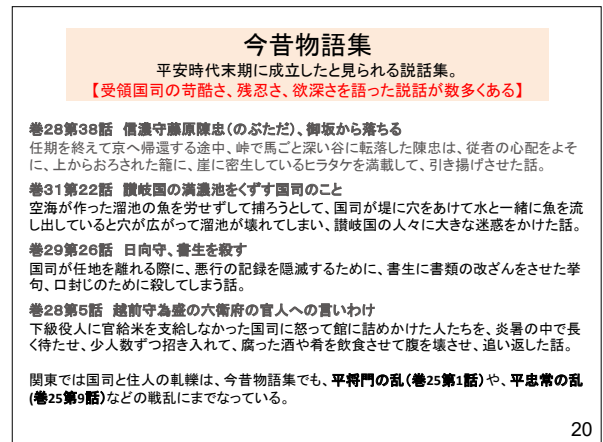 今昔物語集
平安時代末期に成立したと見られる説話集。
【受領国司の苛酷さ、残忍さ、欲深さを語った説話が数多くある】
巻28第38話 信濃守藤原陳忠(のぶただ)、御坂から落ちる
任期を終えて京へ帰還する途中、峠で馬ごと深い谷に転落した陳忠は、従者の心配をよそ
に、上からおろされた籠に、崖に密生しているヒラタケを満載して、引き揚げさせた話。
巻31第22話 讃岐国の満濃池をくずす国司のこと
空海が作った溜池の魚を労せずして捕ろうとして、国司が堤に穴をあけて水と一緒に魚を流
し出していると穴が広がって溜池が壊れてしまい、讃岐国の人々に大きな迷惑をかけた話。
巻29第26話 日向守、書生を殺す
国司が任地を離れる際に、悪行の記録を隠滅するために、書生に書類の改ざんをさせた挙
句、口封じのために殺してしまう話。
巻28第5話 越前守為盛の六衛府の官人への言いわけ
下級役人に官給米を支給しなかった国司に怒って館に詰めかけた人たちを、炎暑の中で長
く待たせ、少人数ずつ招き入れて、腐った酒や肴を飲食させて腹を壊させ、追い返した話。
関東では国司と住人の軋轢は、今昔物語集でも、平将門の乱(巻25第1話)や、平忠常の乱
(巻25第9話)などの戦乱にまでなっている。
20